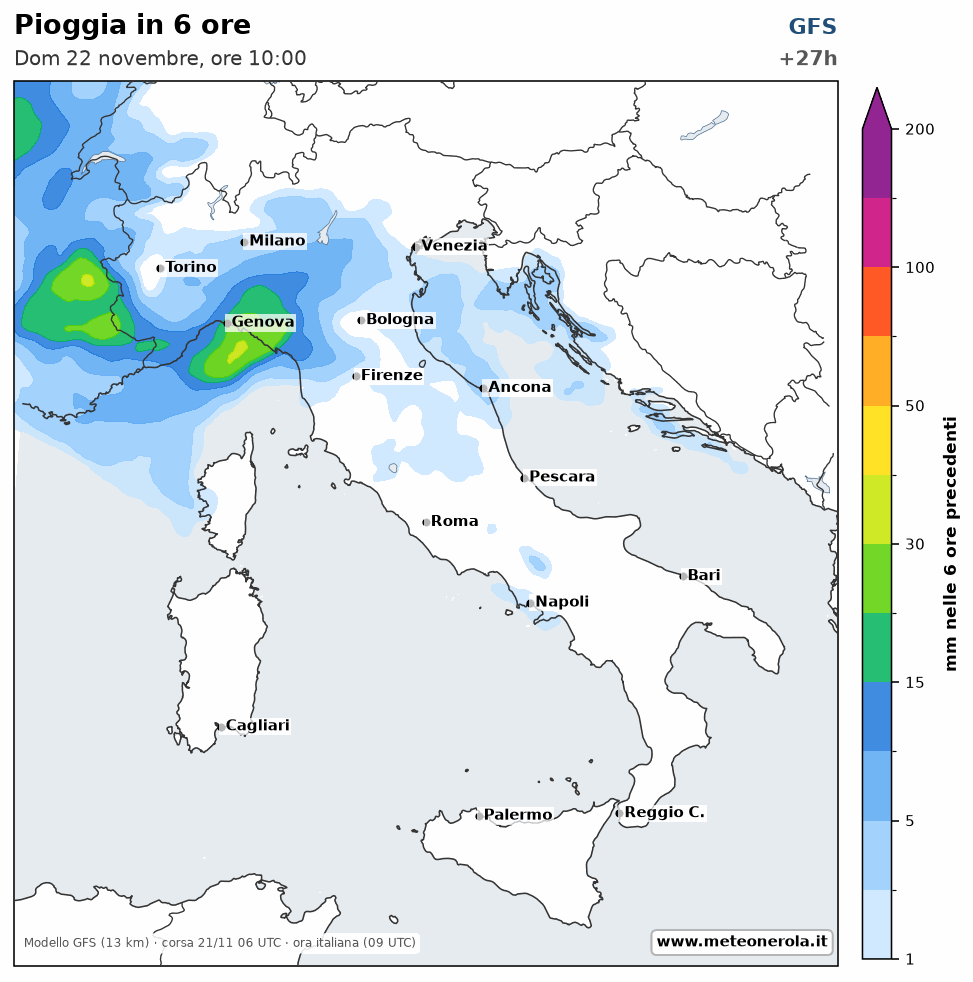 Pioggia in 6 ore
GFS
Dom 22 novembre, ore 10:00
+27h
200
100
50
30
15
5
1
mm nelle 6 ore precedenti
Milano
Venezia
Torino
Genova
Bologna
Firenze
Ancona
Pescara
Roma
Bari
Napoli
Cagliari
Palermo
Reggio C.
Modello GFS (13 km) · corsa 21/11 06 UTC · ora italiana (09 UTC)
www.meteonerola.it